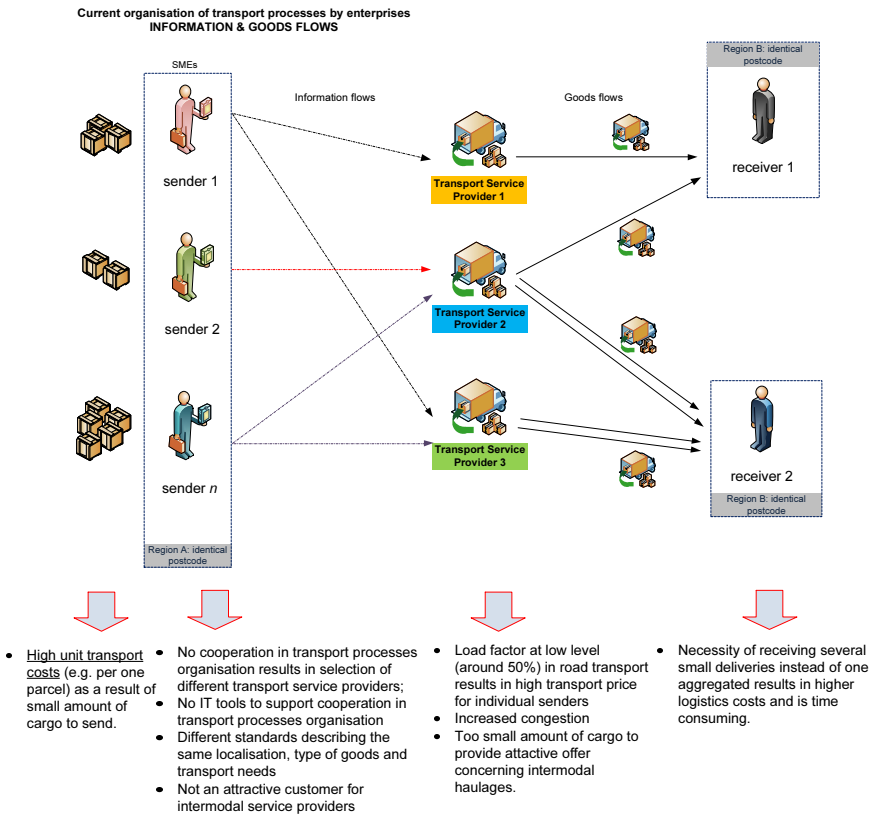 Current organisation of transport processes by enterprises
INFORMATION & GOODS FLOWS
SMEs
Information flows
Goods flows
Region B: identical
postcode
sender 1
Transport Service
Provider 1
receiver 1
sender 2
Transport Service
Provider 2
sender n
Transport Service
Provider 3
receiver 2
Region B: identical
postcode
Region A: identical
postcode
• High unit transport
costs (e.g. per one
parcel) as a result of
small amount of
cargo to send.
• No cooperation in transport processes
organisation results in selection of
different transport service providers;
• No IT tools to support cooperation in
transport processes organisation
• Different standards describing the
same localisation, type of goods and
transport needs
• Not an attractive customer for
intermodal service providers
• Load factor at low level
(around 50%) in road transport
results in high transport price
for individual senders
• Increased congestion
• Too small amount of cargo to
provide attactive offer
concerning intermodal
haulages.
• Necessity of receiving several
small deliveries instead of one
aggregated results in higher
logistics costs and is time
consuming.